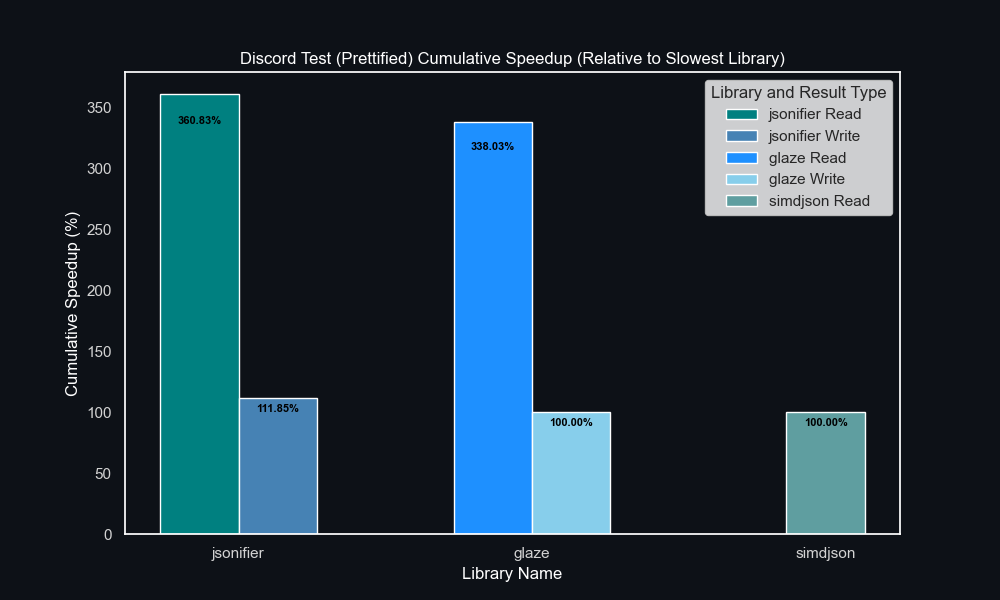 Discord Test (Prettified) Cumulative Speedup (Relative to Slowest Library)
Cumulative Speedup (%)
350
300
250
200
150
100
50
0
360.83%
111.85%
338.03%
100.00%
100.00%
Library and Result Type
jsonifier Read
jsonifier Write
glaze Read
glaze Write
simdjson Read
jsonifier
glaze
simdjson
Library Name